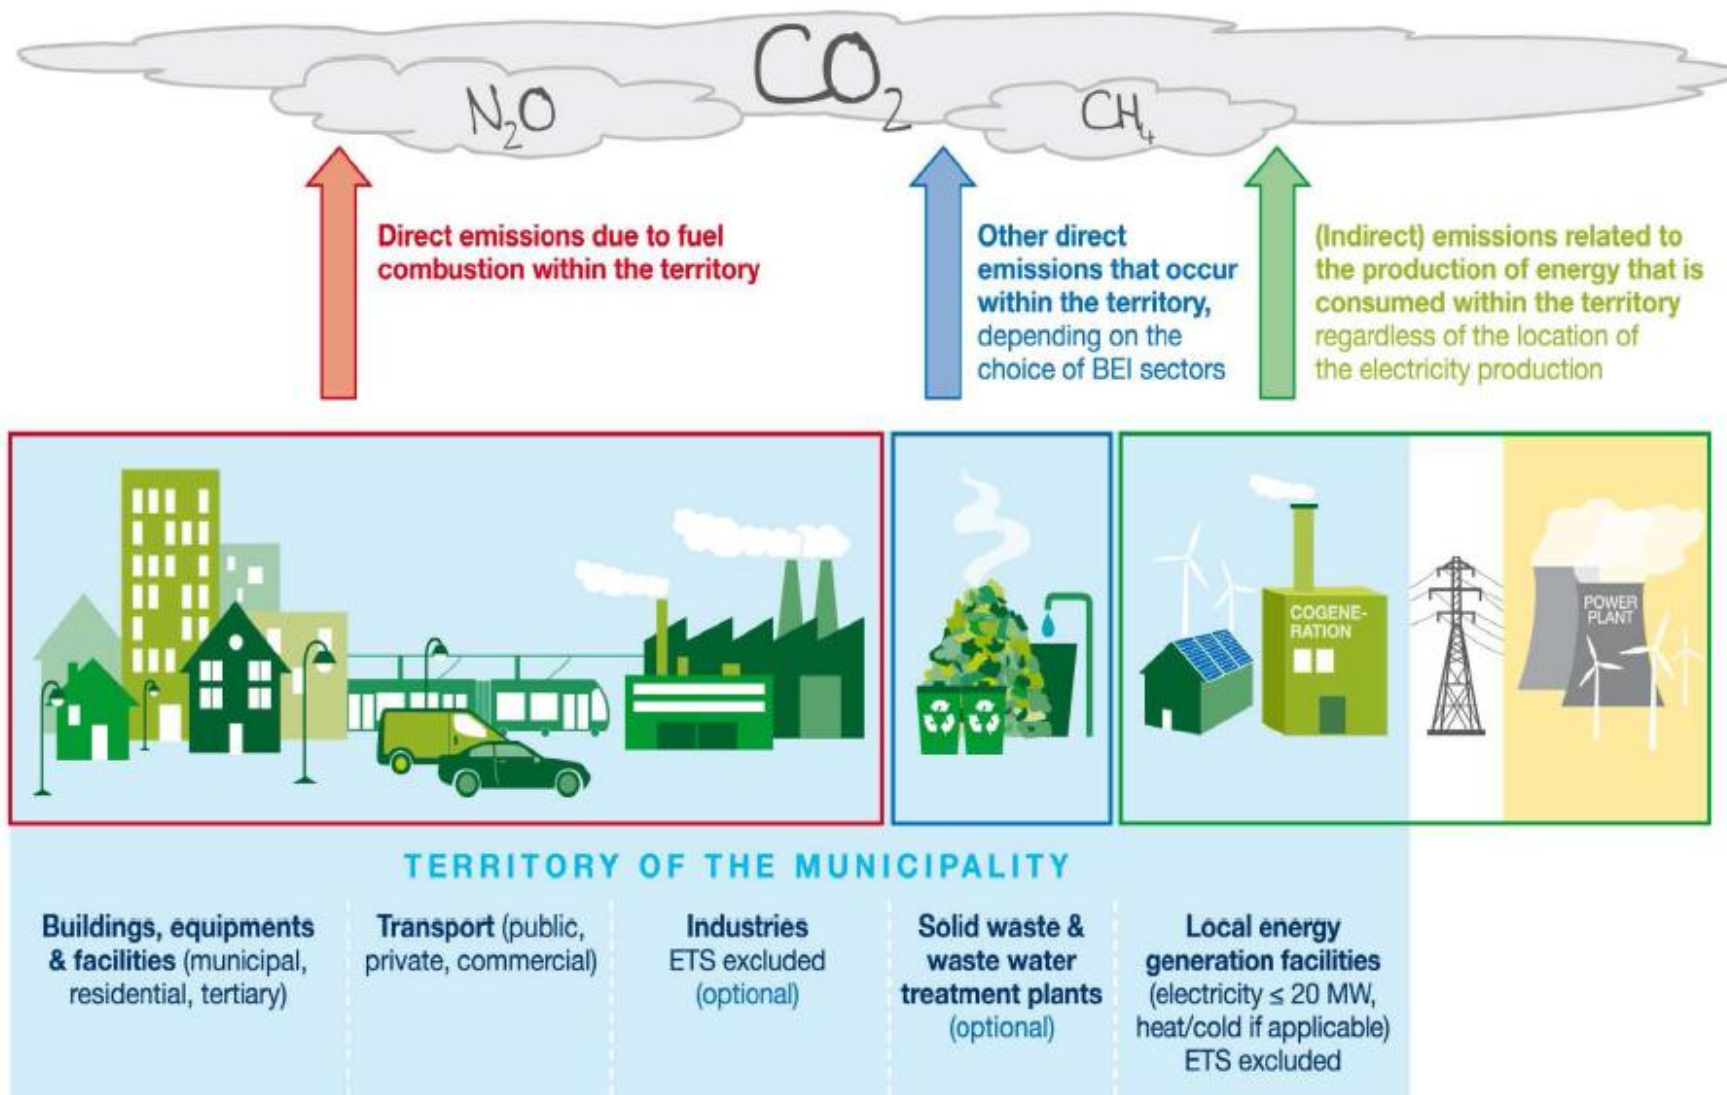 CO₂
N₂O
CH₄
Direct emissions due to fuel
combustion within the territory
Other direct
emissions that occur
within the territory,
depending on the
choice of BEI sectors
(Indirect) emissions related to
the production of energy that is
consumed within the territory
regardless of the location of
the electricity production
COGENE-
RATION
POWER
PLANT
TERRITORY OF THE MUNICIPALITY
Buildings, equipments
& facilities (municipal,
residential, tertiary)
Transport (public,
private, commercial)
Industries
ETS excluded
(optional)
Solid waste &
waste water
treatment plants
(optional)
Local energy
generation facilities
(electricity ≤ 20 MW,
heat/cold if applicable)
ETS excluded